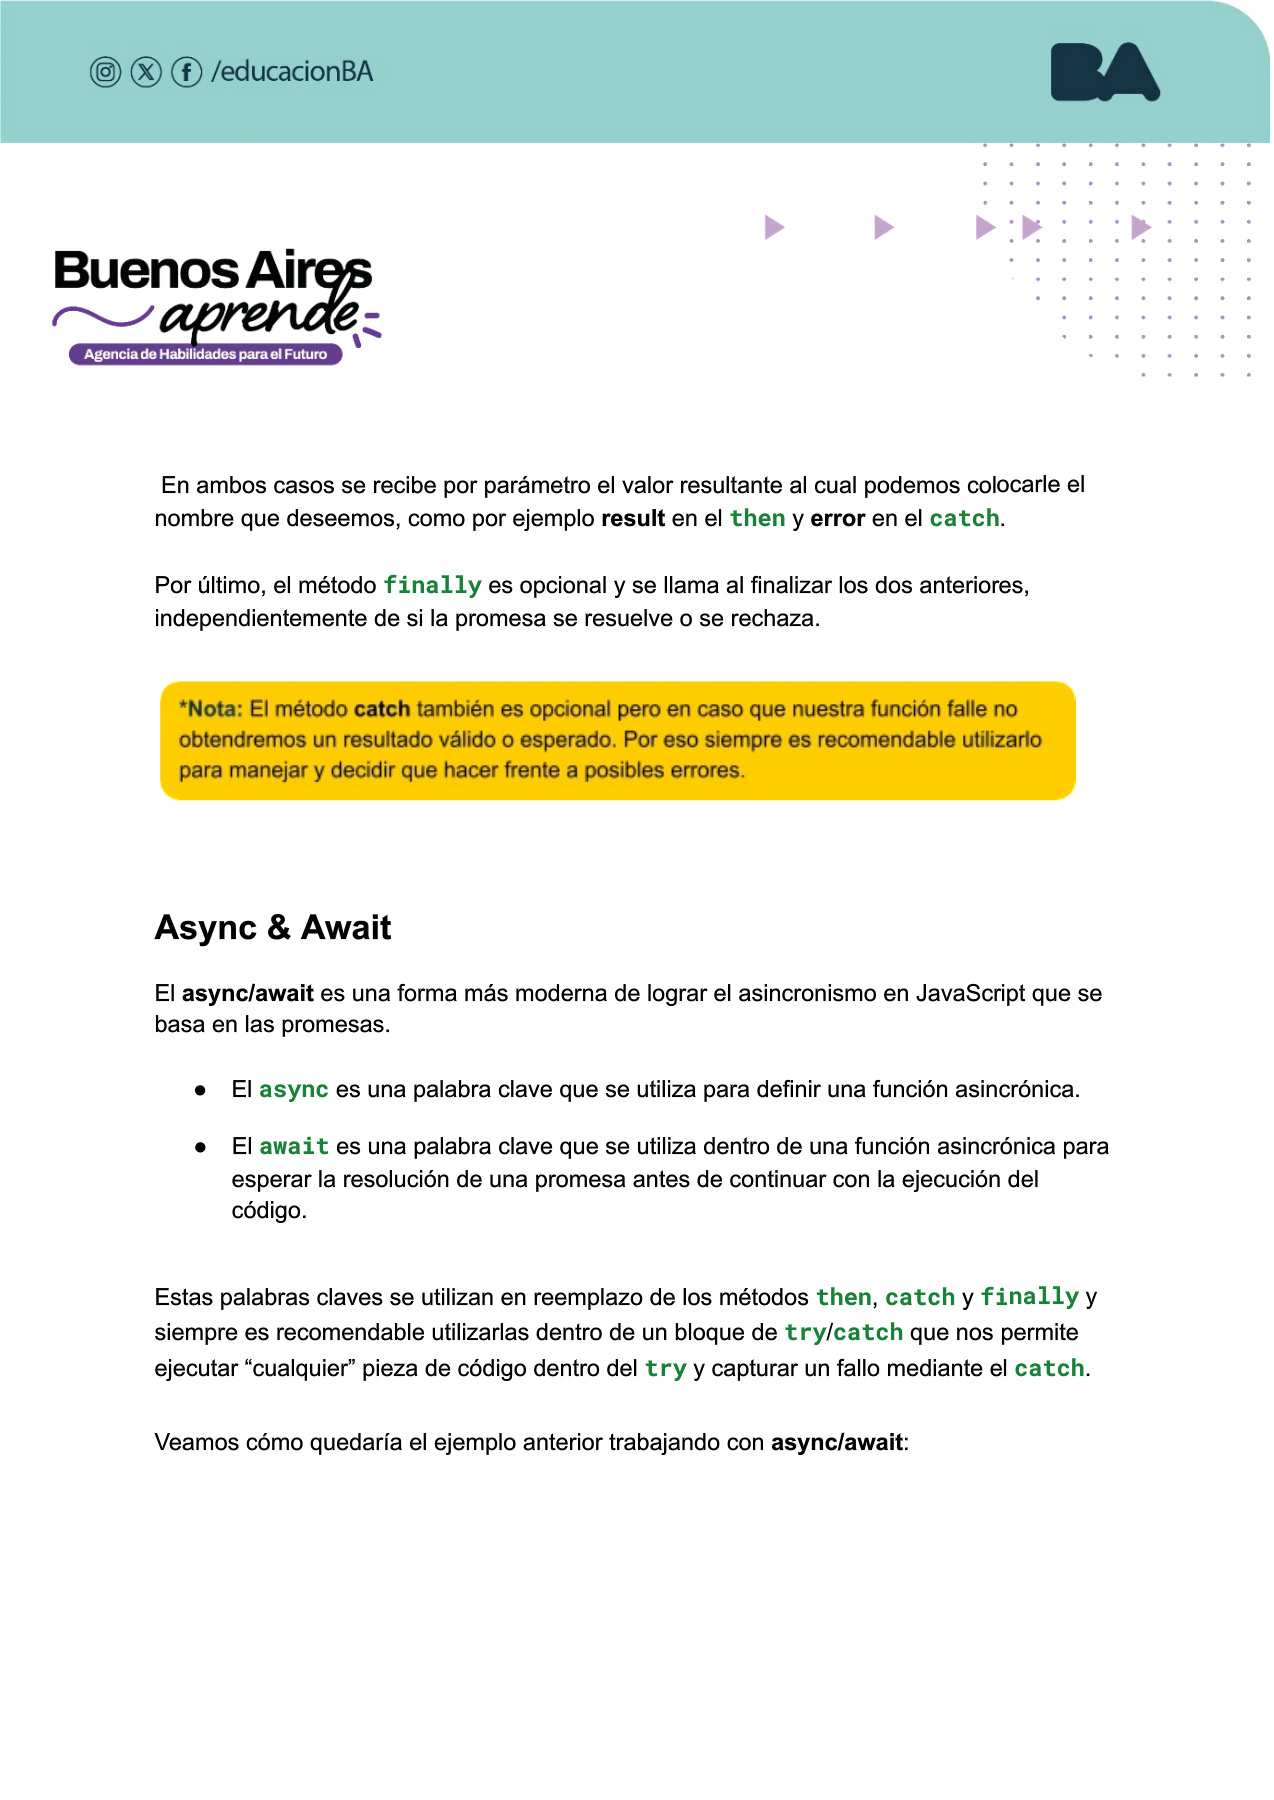 /educacionBA
BA
Buenos Aires
aprende
Agencia de Habilidades para el Futuro
En ambos casos se recibe por parámetro el valor resultante al cual podemos colocarle el
nombre que deseemos, como por ejemplo result en el then y error en el catch.
Por último, el método finally es opcional y se llama al finalizar los dos anteriores,
independientemente de si la promesa se resuelve o se rechaza.
*Nota: El método catch también es opcional pero en caso que nuestra función falle no
obtendremos un resultado válido o esperado. Por eso siempre es recomendable utilizarlo
para manejar y decidir que hacer frente a posibles errores.
Async & Await
El async/await es una forma más moderna de lograr el asincronismo en JavaScript que se
basa en las promesas.
● El async es una palabra clave que se utiliza para definir una función asincrónica.
● El await es una palabra clave que se utiliza dentro de una función asincrónica para
esperar la resolución de una promesa antes de continuar con la ejecución del
código.
Estas palabras claves se utilizan en reemplazo de los métodos then, catch y finally y
siempre es recomendable utilizarlas dentro de un bloque de try/catch que nos permite
ejecutar “cualquier” pieza de código dentro del try y capturar un fallo mediante el catch.
Veamos cómo quedaría el ejemplo anterior trabajando con async/await: